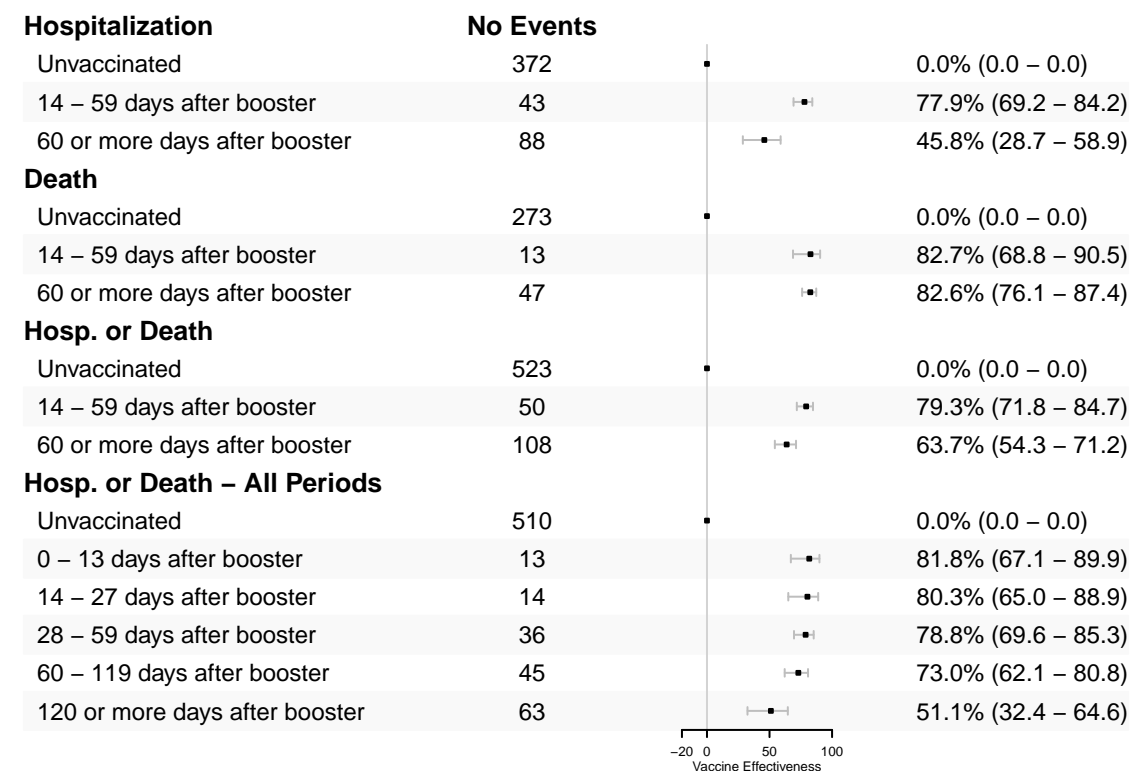 Hospitalization No Events
Unvaccinated 372 0.0% (0.0 – 0.0)
14 – 59 days after booster 43 77.9% (69.2 – 84.2)
60 or more days after booster 88 45.8% (28.7 – 58.9)
Death
Unvaccinated 273 0.0% (0.0 – 0.0)
14 – 59 days after booster 13 82.7% (68.8 – 90.5)
60 or more days after booster 47 82.6% (76.1 – 87.4)
Hosp. or Death
Unvaccinated 523 0.0% (0.0 – 0.0)
14 – 59 days after booster 50 79.3% (71.8 – 84.7)
60 or more days after booster 108 63.7% (54.3 – 71.2)
Hosp. or Death – All Periods
Unvaccinated 510 0.0% (0.0 – 0.0)
0 – 13 days after booster 13 81.8% (67.1 – 89.9)
14 – 27 days after booster 14 80.3% (65.0 – 88.9)
28 – 59 days after booster 36 78.8% (69.6 – 85.3)
60 – 119 days after booster 45 73.0% (62.1 – 80.8)
120 or more days after booster 63 51.1% (32.4 – 64.6)
−20 0 50 100
Vaccine Effectiveness